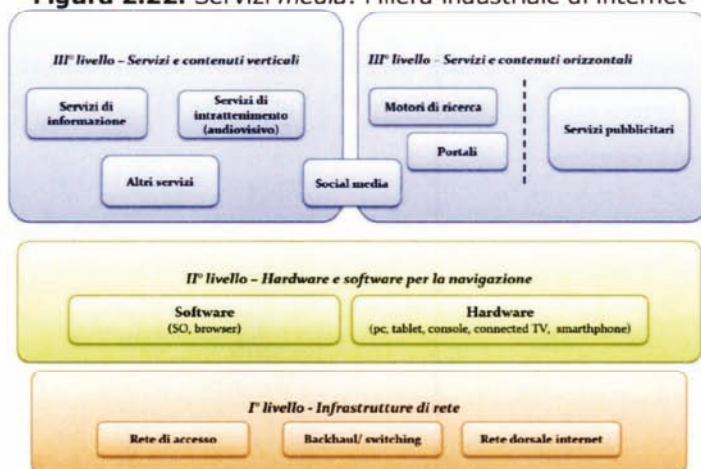 Figura 2.22. Servizi media: Filiera industriale di internet
III° livello – Servizi e contenuti verticali
Servizi di
informazione
Servizi di
intrattenimento
(audiovisivo)
Altri servizi
Social media
III° livello - Servizi e contenuti orizzontali
Motori di ricerca
Portali
Servizi pubblicitari
II° livello – Hardware e software per la navigazione
Software
(SO, browser)
Hardware
(pc, tablet, console, connected TV, smarthphone)
I° livello - Infrastrutture di rete
Rete di accesso
Backhaul/ switching
Rete dorsale internet